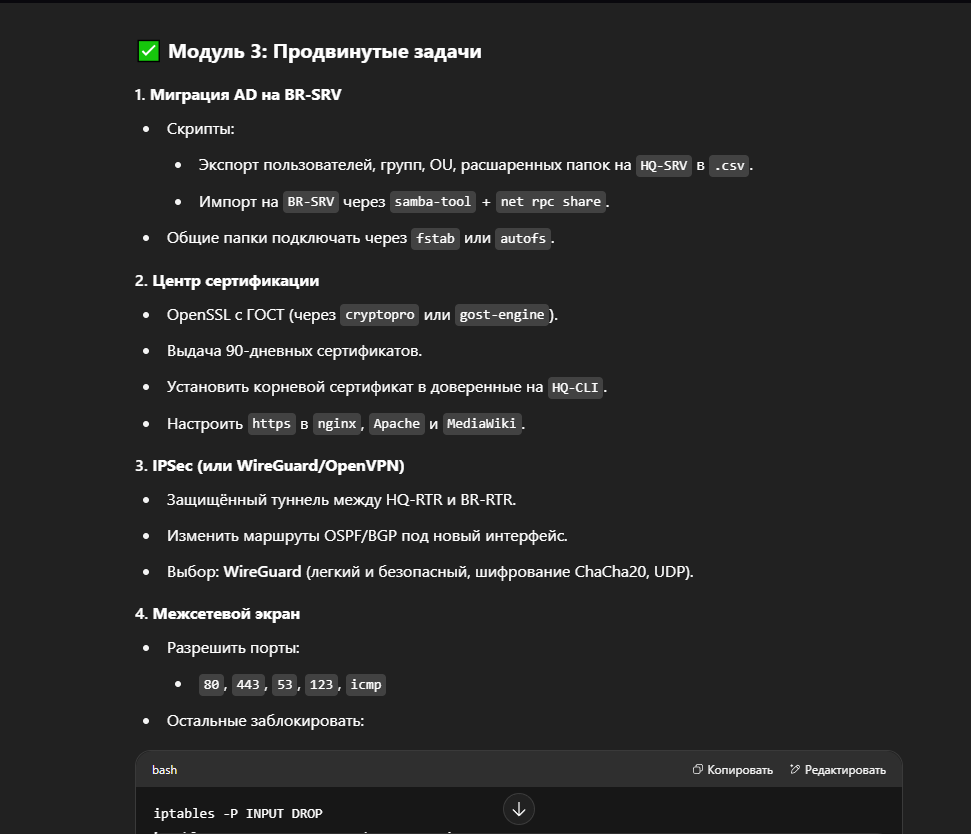 ✅ Модуль 3: Продвинутые задачи
1. Миграция AD на BR-SRV
• Скрипты:
• Экспорт пользователей, групп, OU, расшаренных папок на HQ-SRV в .csv.
• Импорт на BR-SRV через samba-tool + net rpc share.
• Общие папки подключать через fstab или autofs.
2. Центр сертификации
• OpenSSL с ГОСТ (через cryptopro или gost-engine).
• Выдача 90-дневных сертификатов.
• Установить корневой сертификат в доверенные на HQ-CLI.
• Настроить https в nginx, Apache и MediaWiki.
3. IPSec (или WireGuard/OpenVPN)
• Защищённый туннель между HQ-RTR и BR-RTR.
• Изменить маршруты OSPF/BGP под новый интерфейс.
• Выбор: WireGuard (легкий и безопасный, шифрование ChaCha20, UDP).
4. Межсетевой экран
• Разрешить порты:
• 80, 443, 53, 123, icmp
• Остальные заблокировать:
bash Копировать Редактировать
iptables -P INPUT DROP